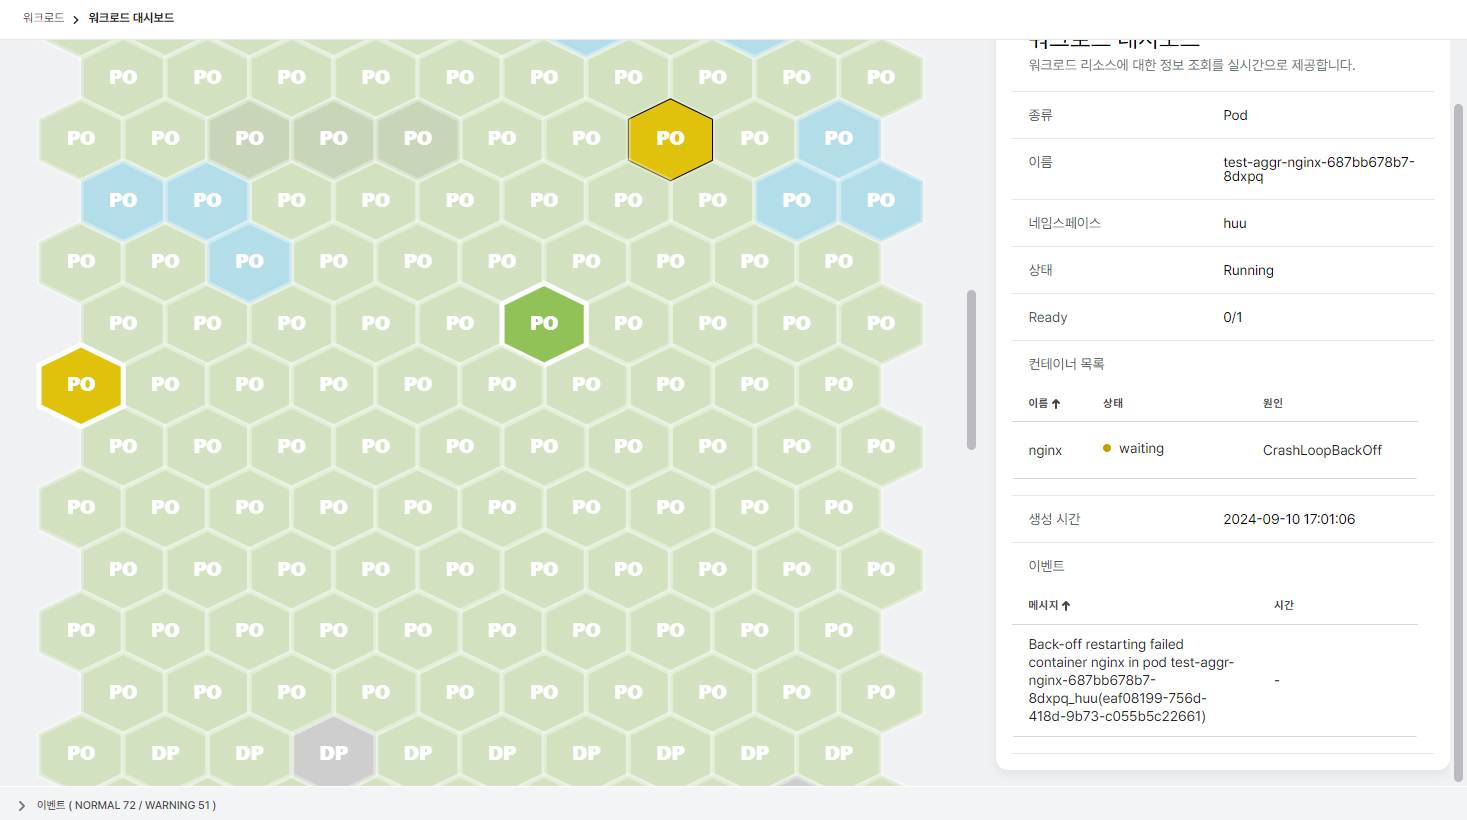 워크로드 > 워크로드 대시보드
PO PO PO PO PO PO PO PO PO PO
PO PO PO PO PO PO PO PO PO PO
PO PO PO PO PO PO PO PO PO PO
PO PO PO PO PO PO PO PO PO PO
PO PO PO PO PO PO PO PO PO PO
PO PO PO PO PO PO PO PO PO PO
PO PO PO PO PO PO PO PO PO PO
PO PO PO PO PO PO PO PO PO PO
PO PO PO PO PO PO PO PO PO PO
PO PO PO PO PO PO PO PO PO PO
PO PO PO PO PO PO PO PO PO PO
PO DP DP DP DP DP DP DP DP DP
워크로드 대시보드
워크로드 리소스에 대한 정보 조회를 실시간으로 제공합니다.
종류 Pod
이름 test-aggr-nginx-687bb678b7-
8dxpq
네임스페이스 huu
상태 Running
Ready 0/1
컨테이너 목록
이름 상태 원인
nginx waiting CrashLoopBackOff
생성 시간 2024-09-10 17:01:06
이벤트
메시지 시간
Back-off restarting failed
container nginx in pod test-aggr-
nginx-687bb678b7- -
8dxpq_huu(eaf08199-756d-
418d-9b73-c055b5c22661)
이벤트 ( NORMAL 72 / WARNING 51 )